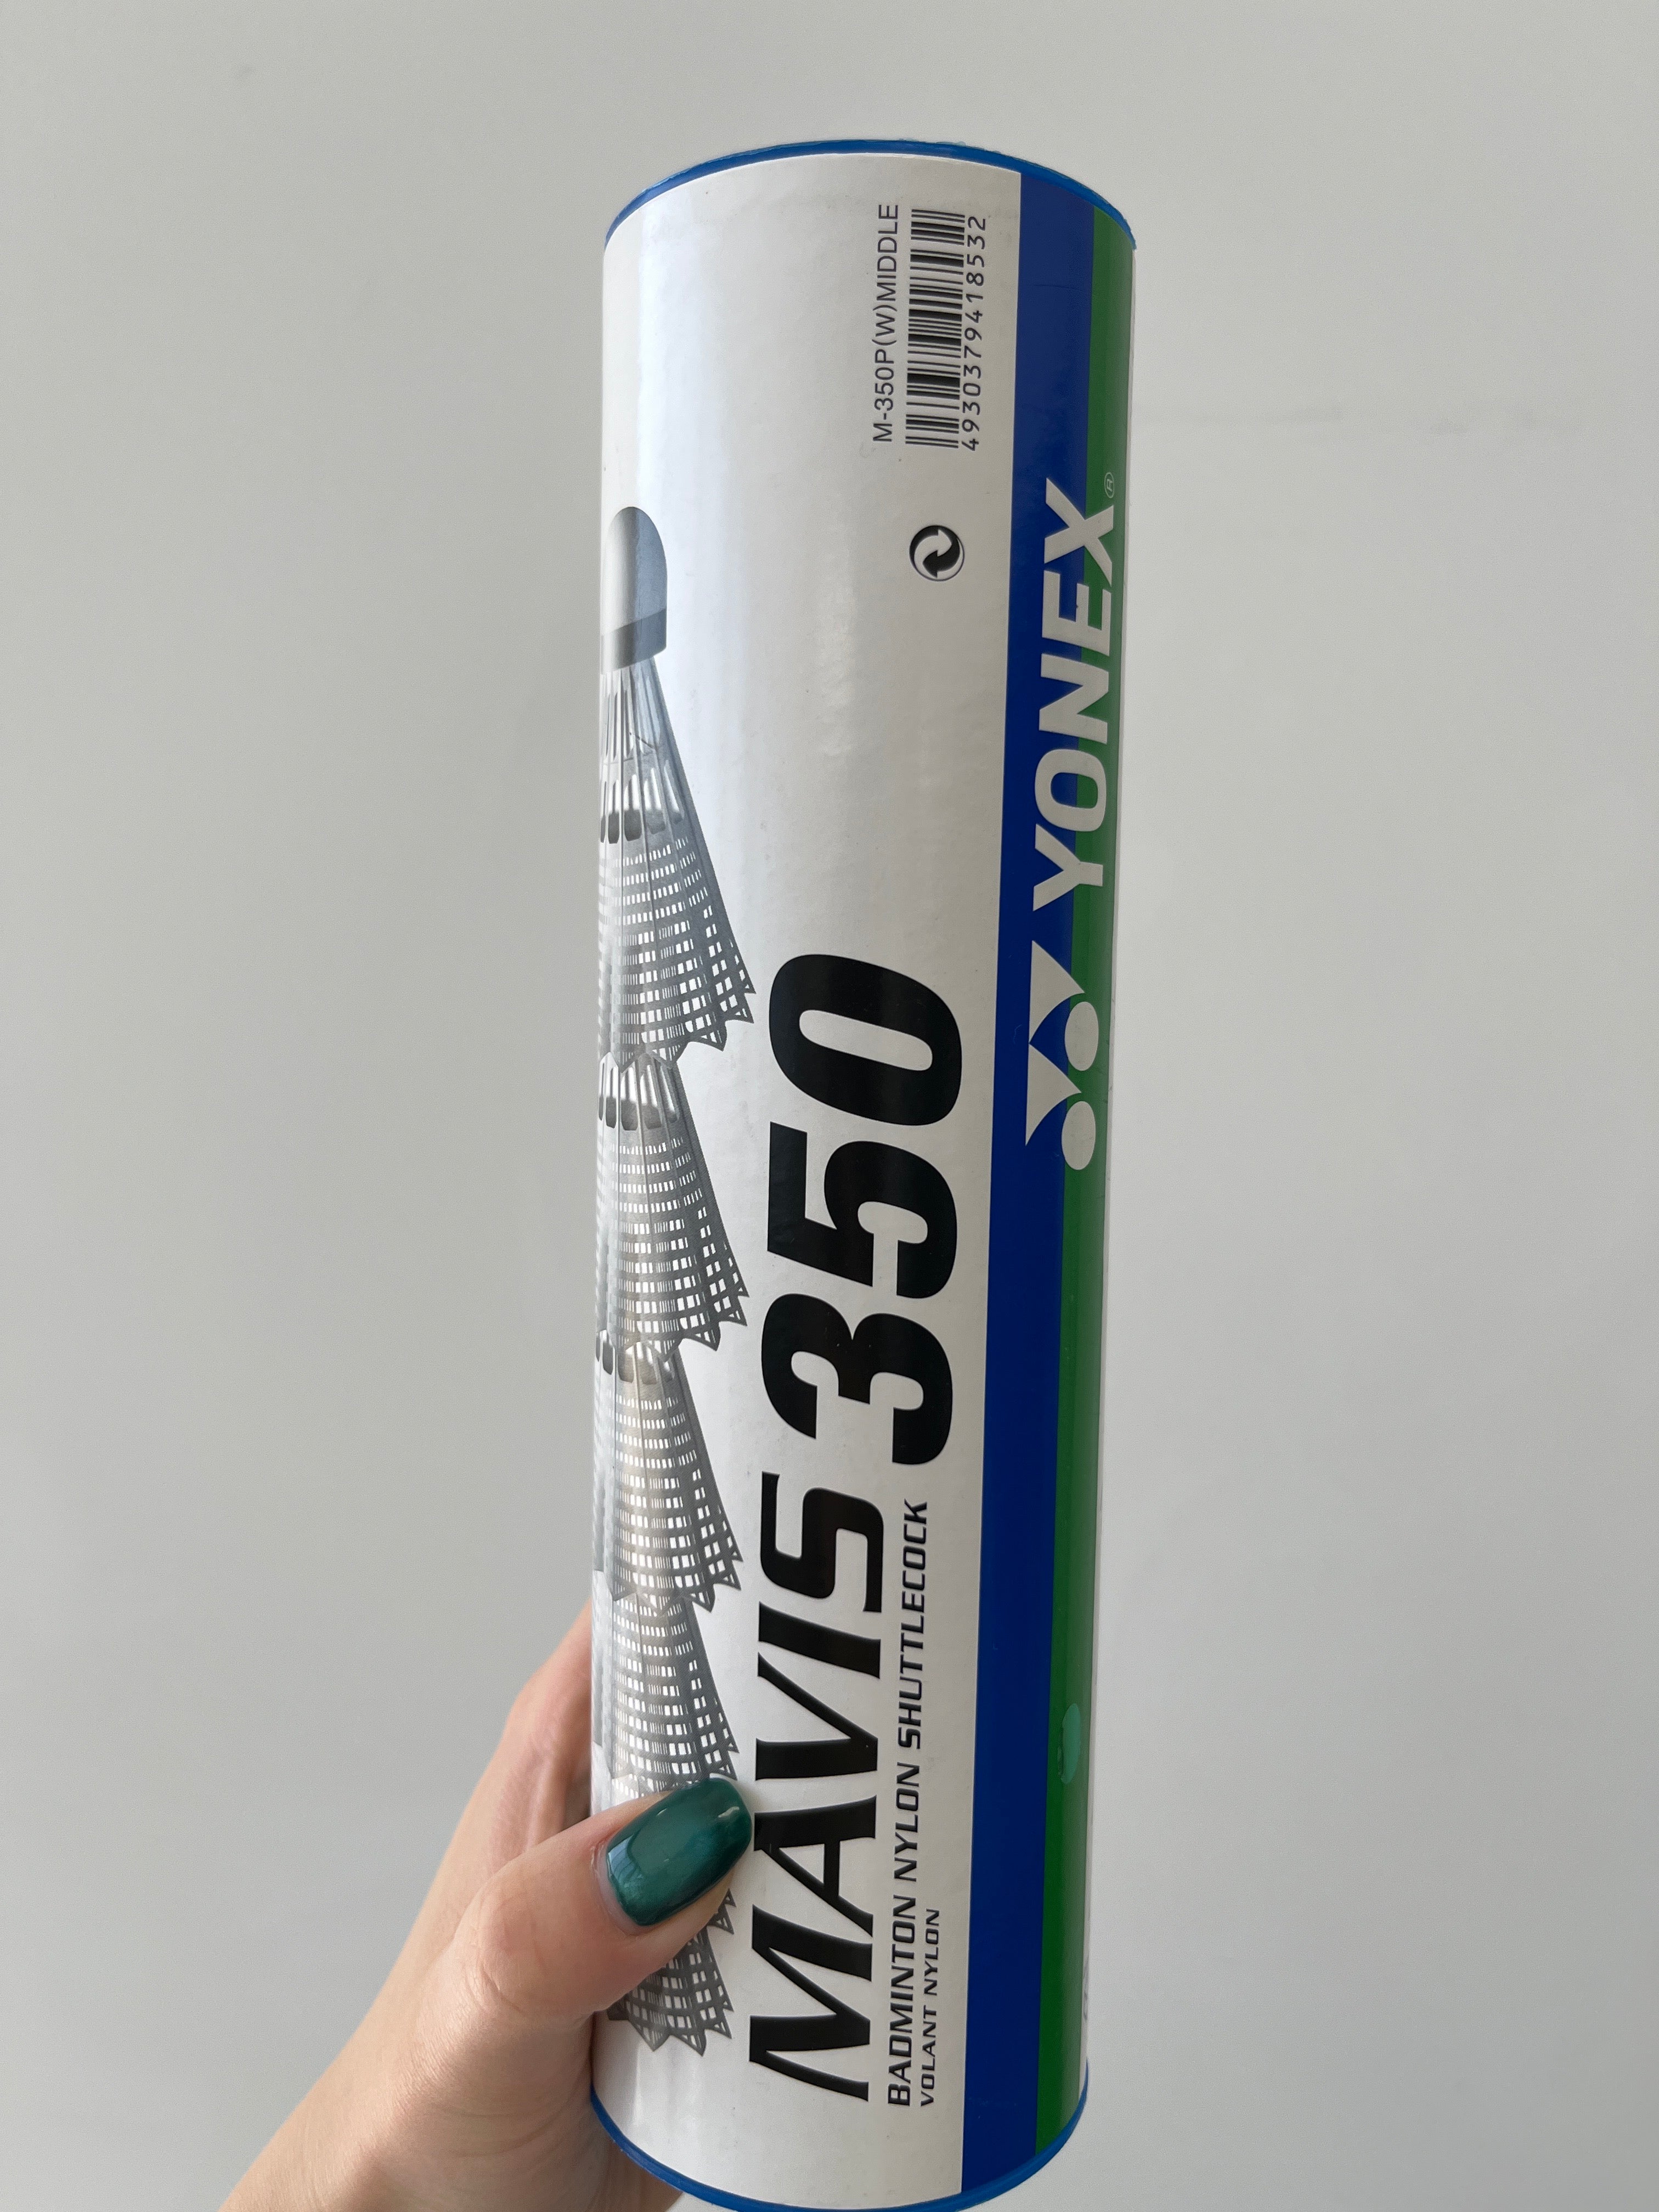 M-350P(W)MIDDLE
4930379418532
YONEX®
MAVIS 350
BADMINTON NYLON SHUTTLECOCK
VOLANT NYLON